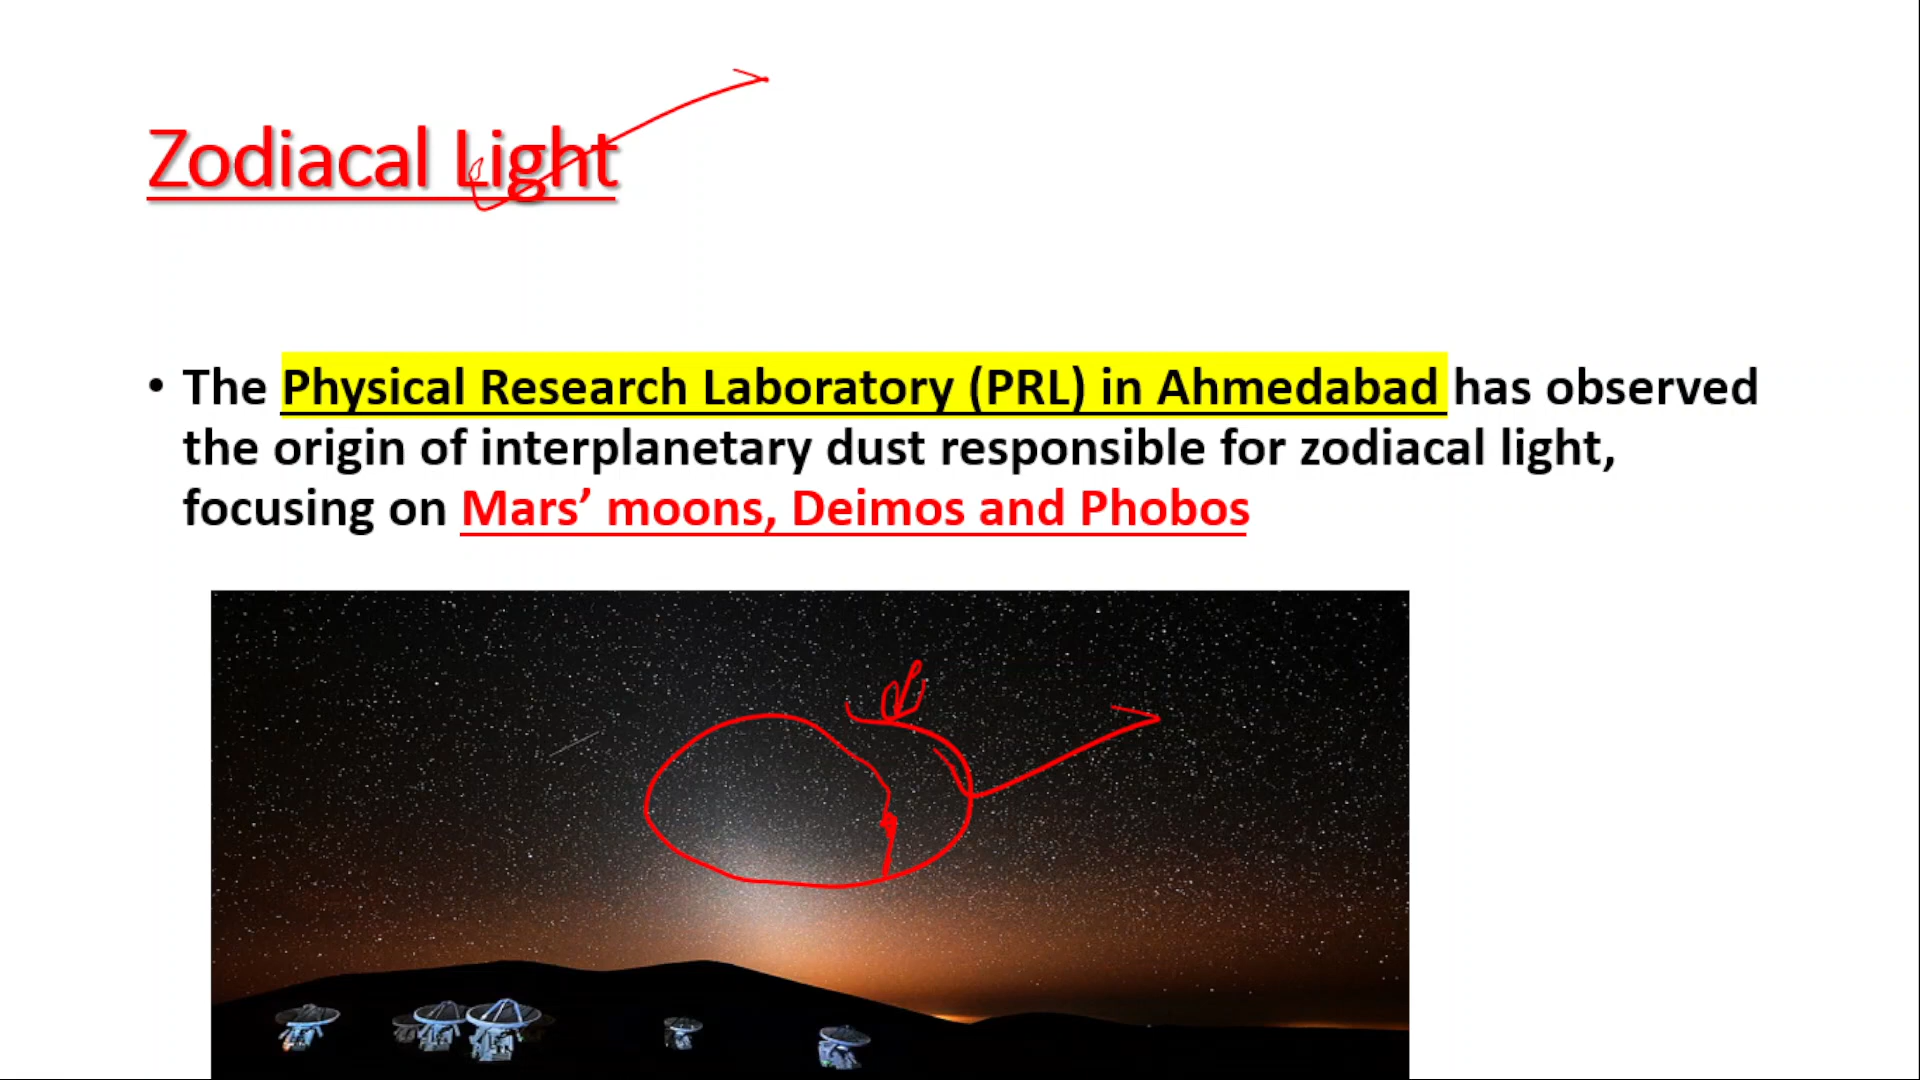 Zodiacal Light
• The Physical Research Laboratory (PRL) in Ahmedabad has observed
the origin of interplanetary dust responsible for zodiacal light,
focusing on Mars’ moons, Deimos and Phobos